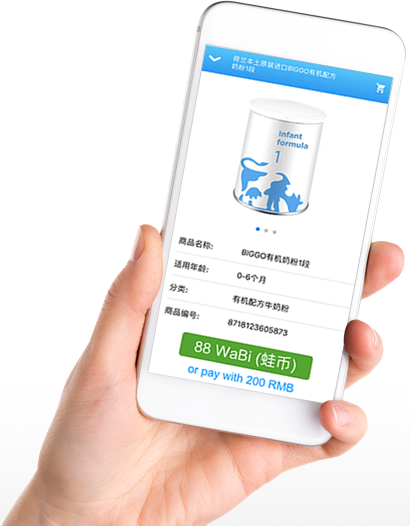 荷兰本土原装进口BIGGO有机配方
奶粉1段
Infant
formula
1
商品名称: BIGGO有机奶粉1段
适用年龄: 0-6个月
分类: 有机配方牛奶粉
商品编号: 8718123605873
88 WaBi (蛙币)
or pay with 200 RMB